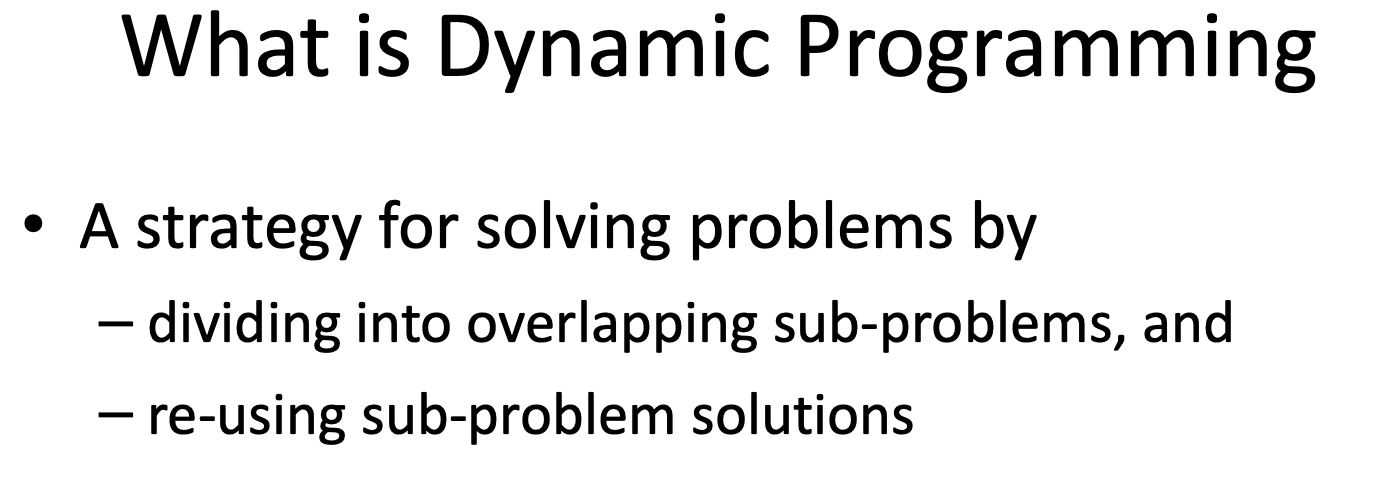 What is Dynamic Programming
• A strategy for solving problems by
– dividing into overlapping sub-problems, and
– re-using sub-problem solutions